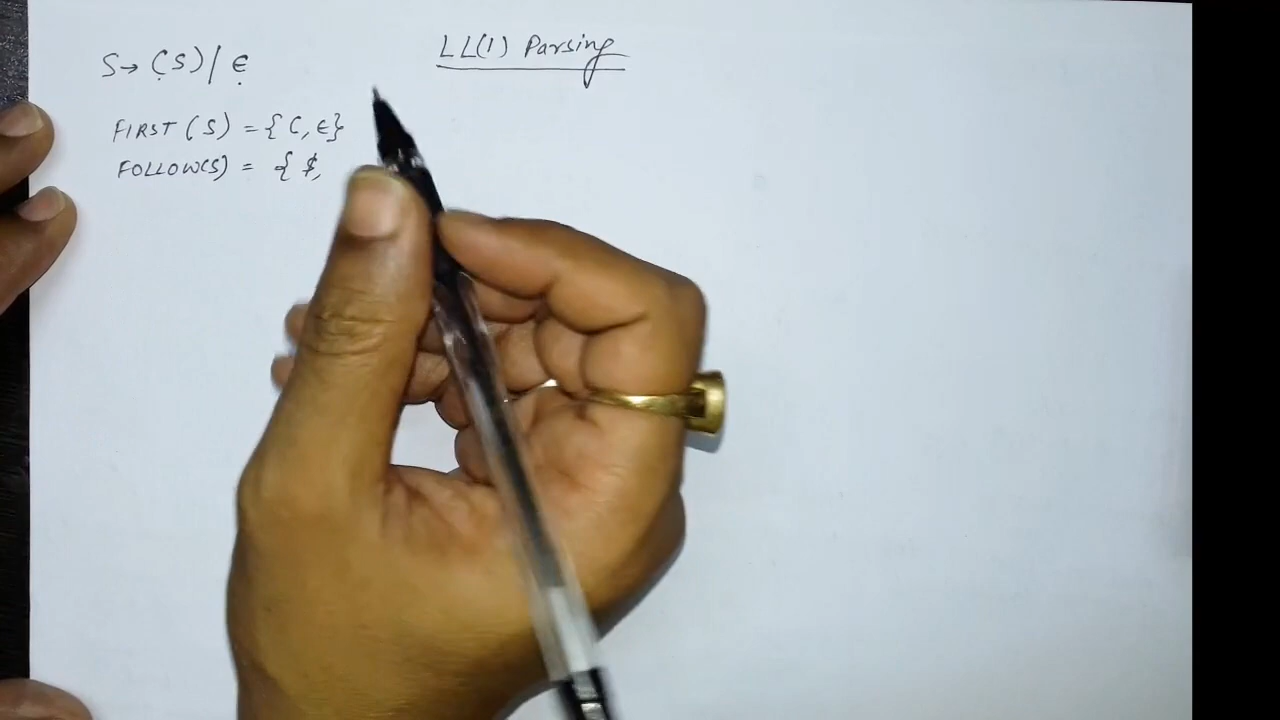 LL(1) Parsing
S→ (S) / ϵ
FIRST (S) = { (, ϵ}
FOLLOW(S) = { $,